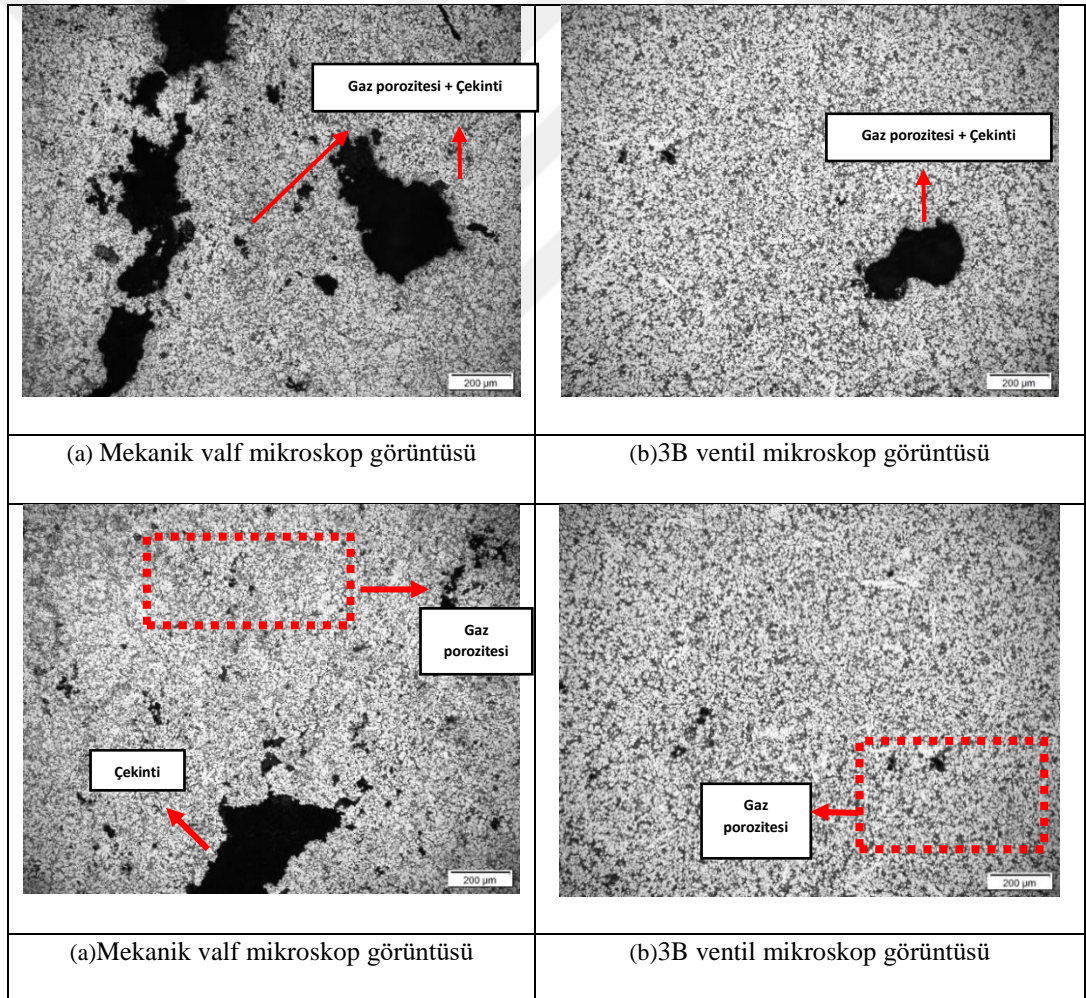 Gaz porozitesi + Çekinti
200 µm
Gaz porozitesi + Çekinti
200 µm
(a) Mekanik valf mikroskop görüntüsü
(b)3B ventil mikroskop görüntüsü
Gaz
porozitesi
Çekinti
200 µm
Gaz
porozitesi
200 µm
(a)Mekanik valf mikroskop görüntüsü
(b)3B ventil mikroskop görüntüsü